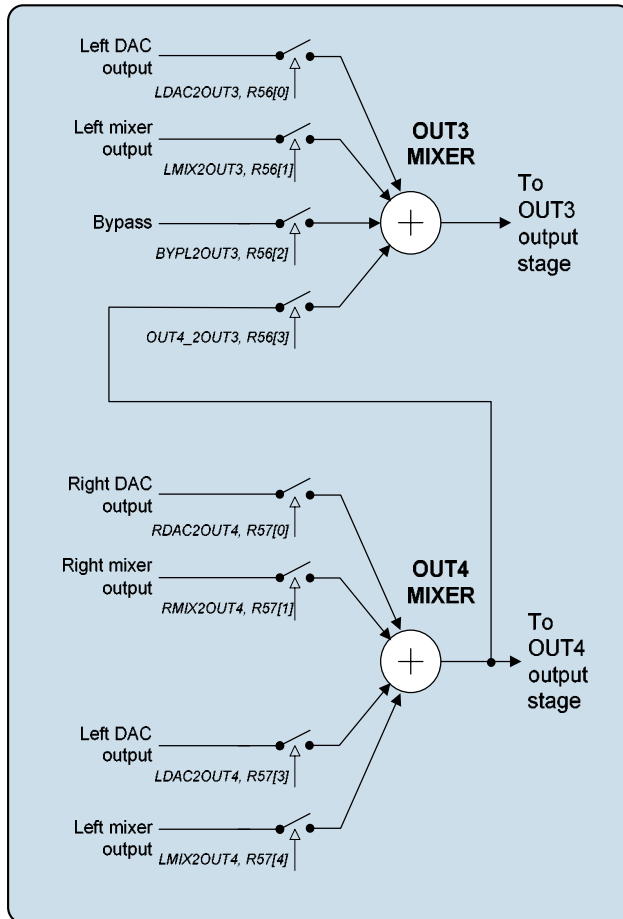 Left DAC
output
LDAC2OUT3, R56[0]
Left mixer
output
LMIX2OUT3, R56[1]
OUT3
MIXER
Bypass
BYPL2OUT3, R56[2]
To
OUT3
output
stage
OUT4_2OUT3, R56[3]
Right DAC
output
RDAC2OUT4, R57[0]
Right mixer
output
RMIX2OUT4, R57[1]
OUT4
MIXER
To
OUT4
output
stage
Left DAC
output
LDAC2OUT4, R57[3]
Left mixer
output
LMIX2OUT4, R57[4]